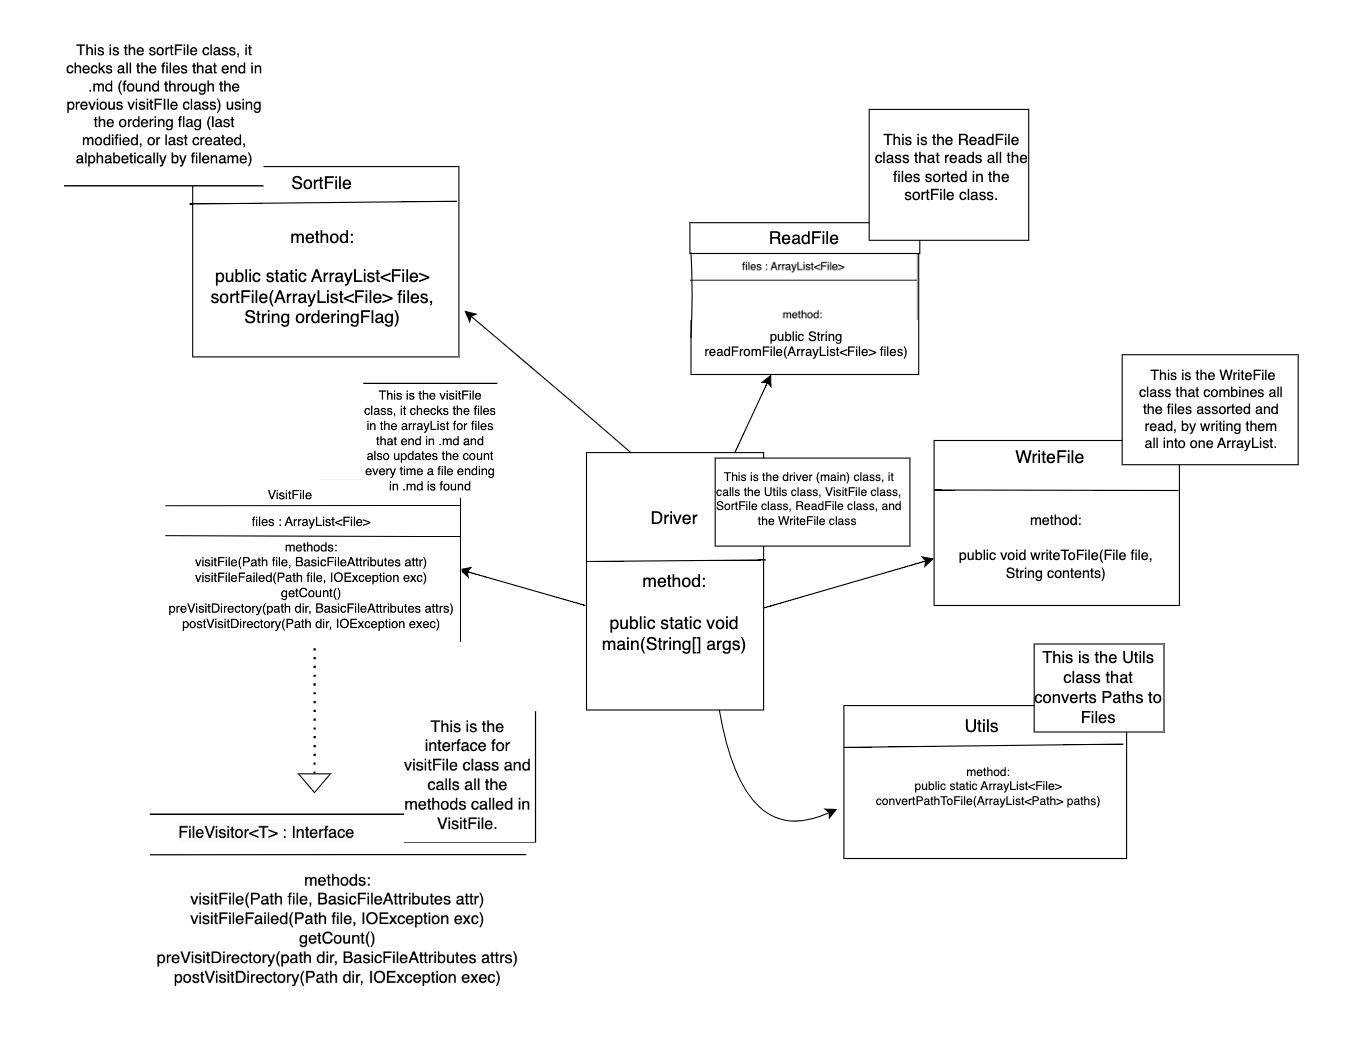 This is the sortFile class, it
checks all the files that end in
.md (found through the
previous visitFIle class) using
the ordering flag (last
modified, or last created,
alphabetically by filename)
SortFile
method:
public static ArrayList<File>
sortFile(ArrayList<File> files,
String orderingFlag)
This is the ReadFile
class that reads all the
files sorted in the
sortFile class.
ReadFile
files : ArrayList<File>
method:
public String
readFromFile(ArrayList<File> files)
This is the WriteFile
class that combines all
the files assorted and
read, by writing them
all into one ArrayList.
WriteFile
method:
public void writeToFile(File file,
String contents)
This is the visitFile
class, it checks the files
in the arrayList for files
that end in .md and
also updates the count
every time a file ending
in .md is found
VisitFile
files : ArrayList<File>
methods:
visitFile(Path file, BasicFileAttributes attr)
visitFileFailed(Path file, IOException exc)
getCount()
preVisitDirectory(path dir, BasicFileAttributes attrs)
postVisitDirectory(Path dir, IOException exec)
This is the driver (main) class, it
calls the Utils class, VisitFile class,
SortFile class, ReadFile class, and
the WriteFile class
Driver
method:
public static void
main(String[] args)
This is the Utils
class that
converts Paths to
Files
Utils
method:
public static ArrayList<File>
convertPathToFile(ArrayList<Path> paths)
This is the
interface for
visitFile class and
calls all the
methods called in
VisitFile.
FileVisitor<T> : Interface
methods:
visitFile(Path file, BasicFileAttributes attr)
visitFileFailed(Path file, IOException exc)
getCount()
preVisitDirectory(path dir, BasicFileAttributes attrs)
postVisitDirectory(Path dir, IOException exec)